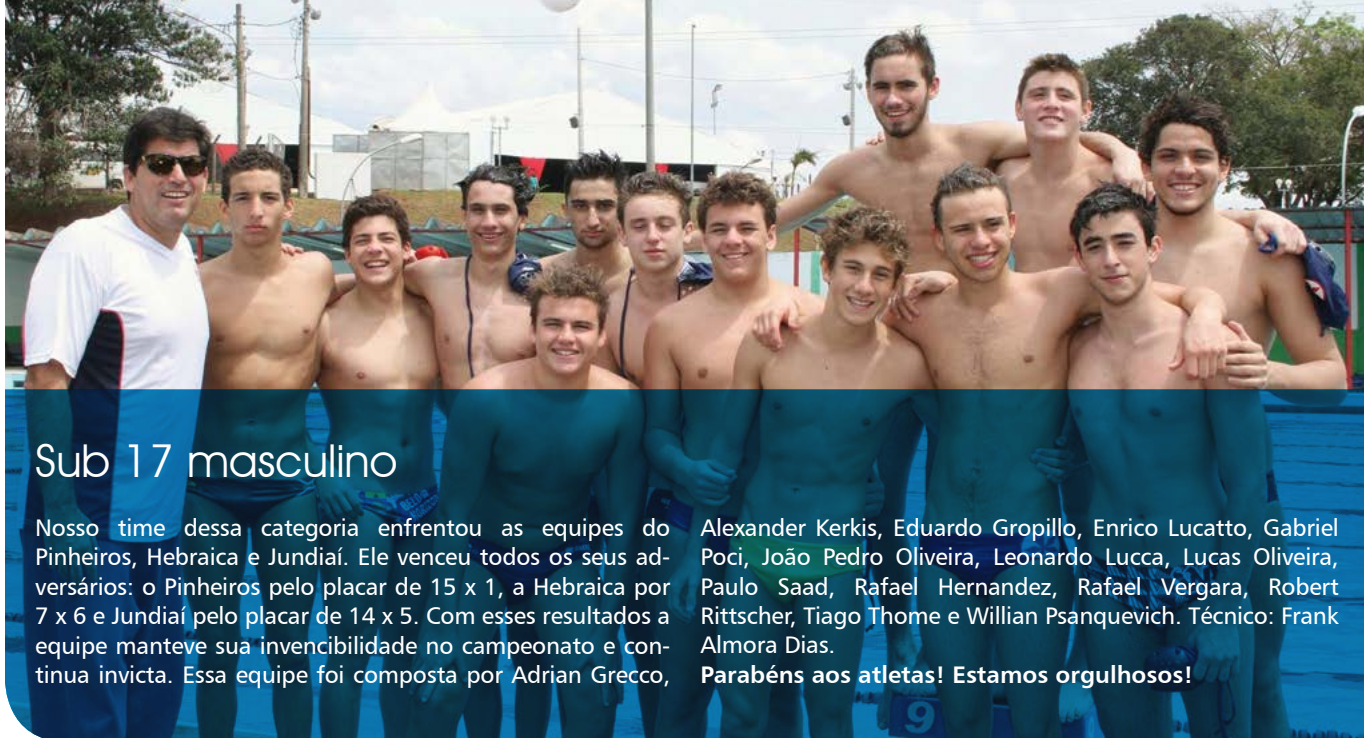 Sub 17 masculino
Nosso time dessa categoria enfrentou as equipes do
Pinheiros, Hebraica e Jundiaí. Ele venceu todos os seus ad-
versários: o Pinheiros pelo placar de 15 x 1, a Hebraica por
7 x 6 e Jundiaí pelo placar de 14 x 5. Com esses resultados a
equipe manteve sua invencibilidade no campeonato e con-
tinua invicta. Essa equipe foi composta por Adrian Grecco,
Alexander Kerkis, Eduardo Gropillo, Enrico Lucatto, Gabriel
Poci, João Pedro Oliveira, Leonardo Lucca, Lucas Oliveira,
Paulo Saad, Rafael Hernandez, Rafael Vergara, Robert
Rittscher, Tiago Thome e Willian Psanquevich. Técnico: Frank
Almora Dias.
Parabéns aos atletas! Estamos orgulhosos!
9